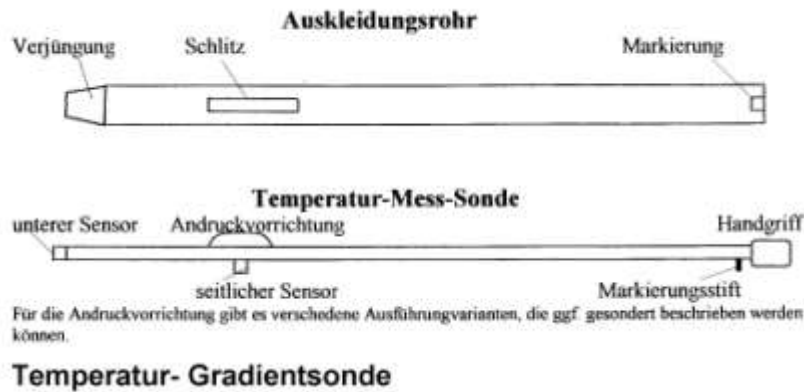 Auskleidungsrohr
Verjüngung Schlitz Markierung
Temperatur-Mess-Sonde
unterer Sensor Andruckvorrichtung Handgriff
seitlicher Sensor Markierungsstift
Für die Andruckvorrichtung gibt es verschedene Ausführungvarianten, die ggf. gesondert beschrieben werden
können.
Temperatur- Gradientsonde